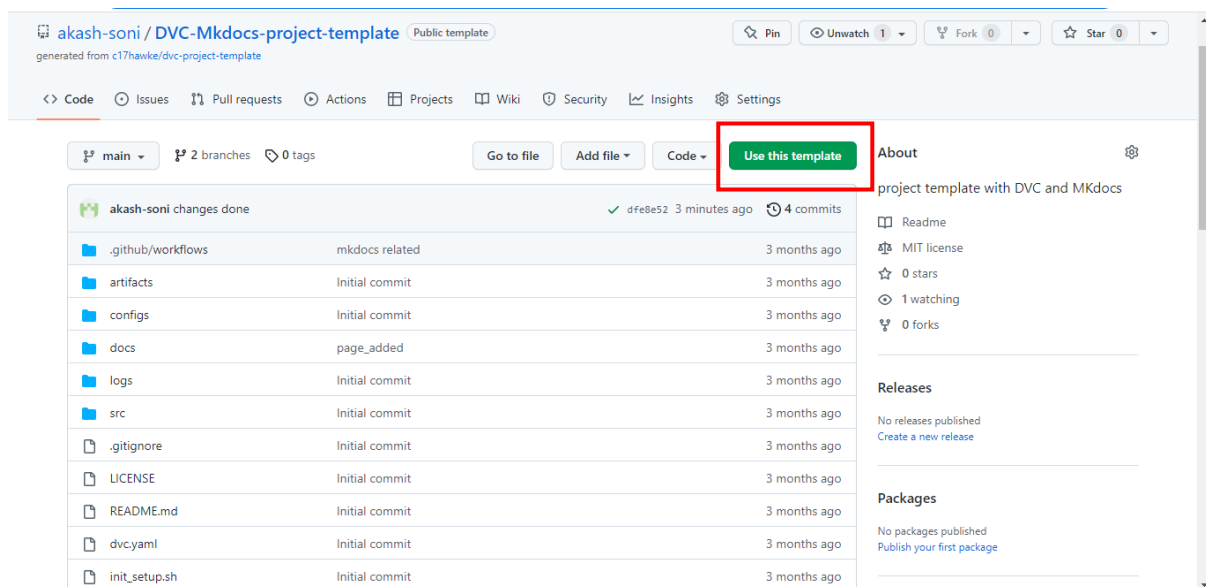 akash-soni / DVC-Mkdocs-project-template Public template
Pin Unwatch 1 Fork 0 Star 0
generated from c17hawke/dvc-project-template
<> Code Issues Pull requests Actions Projects Wiki Security Insights Settings
main 2 branches 0 tags Go to file Add file Code Use this template
About
project template with DVC and MKdocs
Readme
MIT license
0 stars
1 watching
0 forks
Releases
No releases published
Create a new release
Packages
No packages published
Publish your first package
akash-soni changes done dfe8e52 3 minutes ago 4 commits
.github/workflows mkdocs related 3 months ago
artifacts Initial commit 3 months ago
configs Initial commit 3 months ago
docs page_added 3 months ago
logs Initial commit 3 months ago
src Initial commit 3 months ago
.gitignore Initial commit 3 months ago
LICENSE Initial commit 3 months ago
README.md Initial commit 3 months ago
dvc.yaml Initial commit 3 months ago
init_setup.sh Initial commit 3 months ago